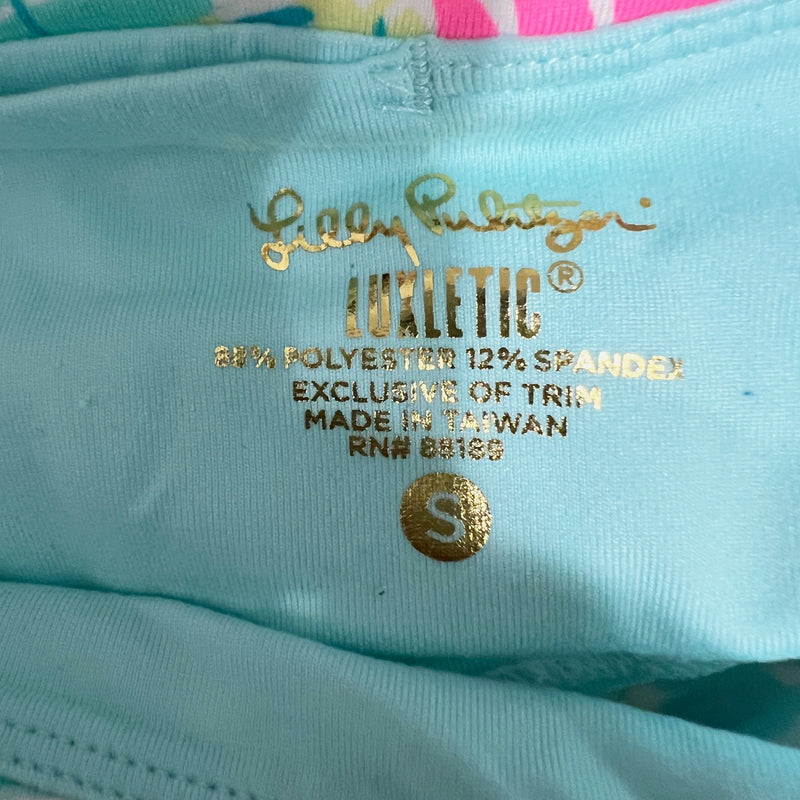 Lilly Pulitzer
LUXLETIC®
88% POLYESTER 12% SPANDEX
EXCLUSIVE OF TRIM
MADE IN TAIWAN
RN# 88189
S